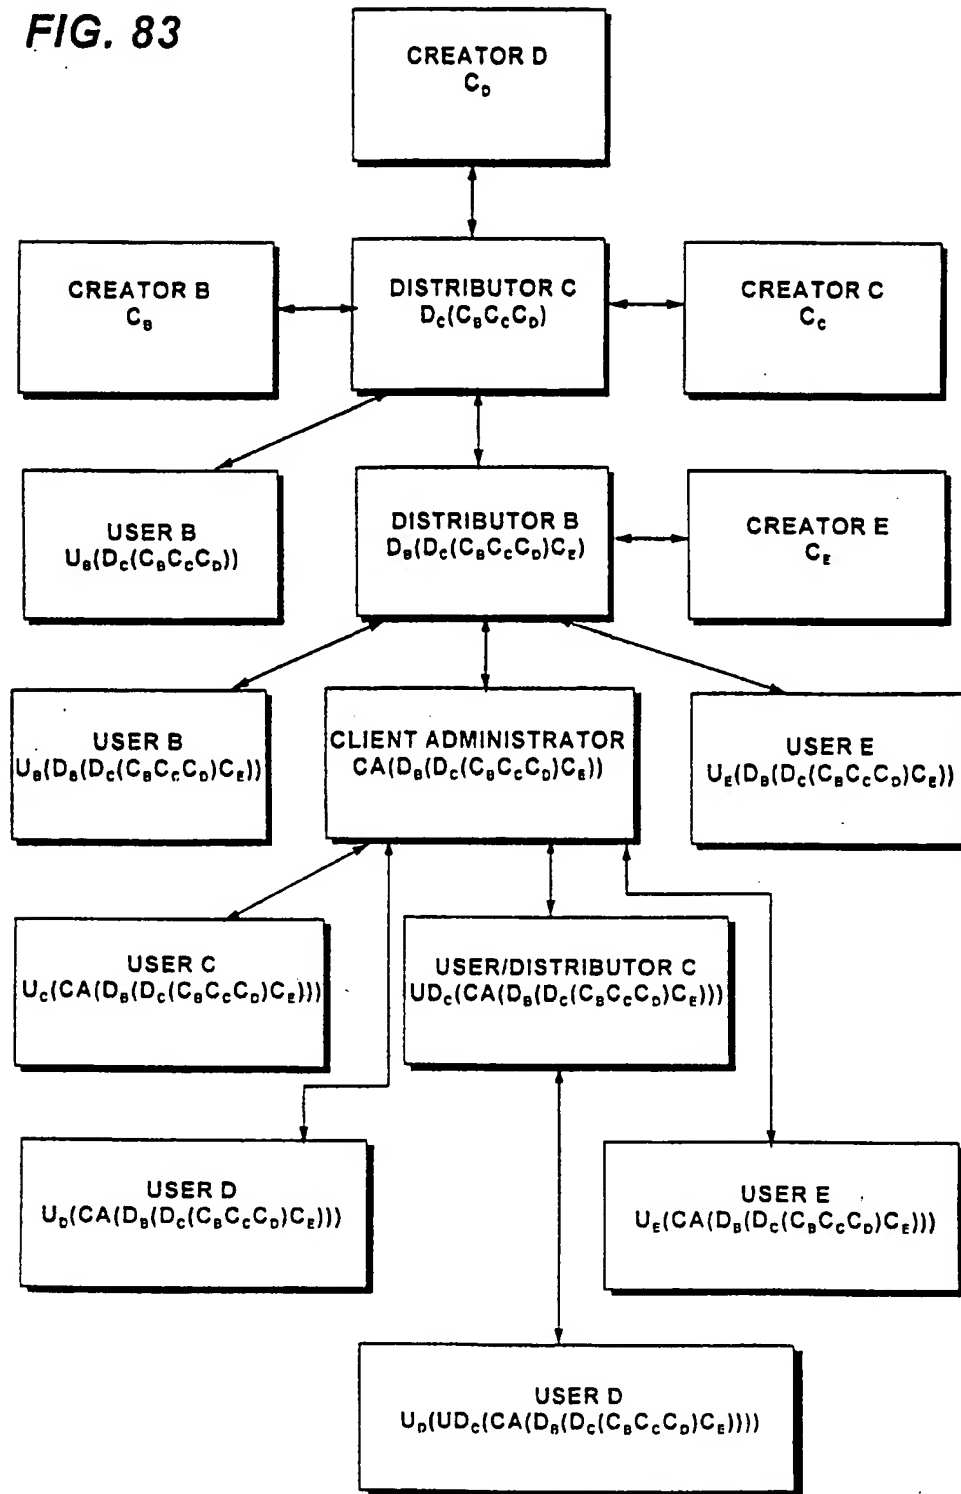 FIG. 83
CREATOR D
C_D
CREATOR B
C_B
DISTRIBUTOR C
D_C(C_BC_CC_D)
CREATOR C
C_C
USER B
U_B(D_C(C_BC_CC_D))
DISTRIBUTOR B
D_B(D_C(C_BC_CC_D)C_E)
CREATOR E
C_E
USER B
U_B(D_B(D_C(C_BC_CC_D)C_E))
CLIENT ADMINISTRATOR
CA(D_B(D_C(C_BC_CC_D)C_E))
USER E
U_E(D_B(D_C(C_BC_CC_D)C_E))
USER C
U_C(CA(D_B(D_C(C_BC_CC_D)C_E)))
USER/DISTRIBUTOR C
UD_C(CA(D_B(D_C(C_BC_CC_D)C_E)))
USER D
U_D(CA(D_B(D_C(C_BC_CC_D)C_E)))
USER E
U_E(CA(D_B(D_C(C_BC_CC_D)C_E)))
USER D
U_D(UD_C(CA(D_B(D_C(C_BC_CC_D)C_E))))